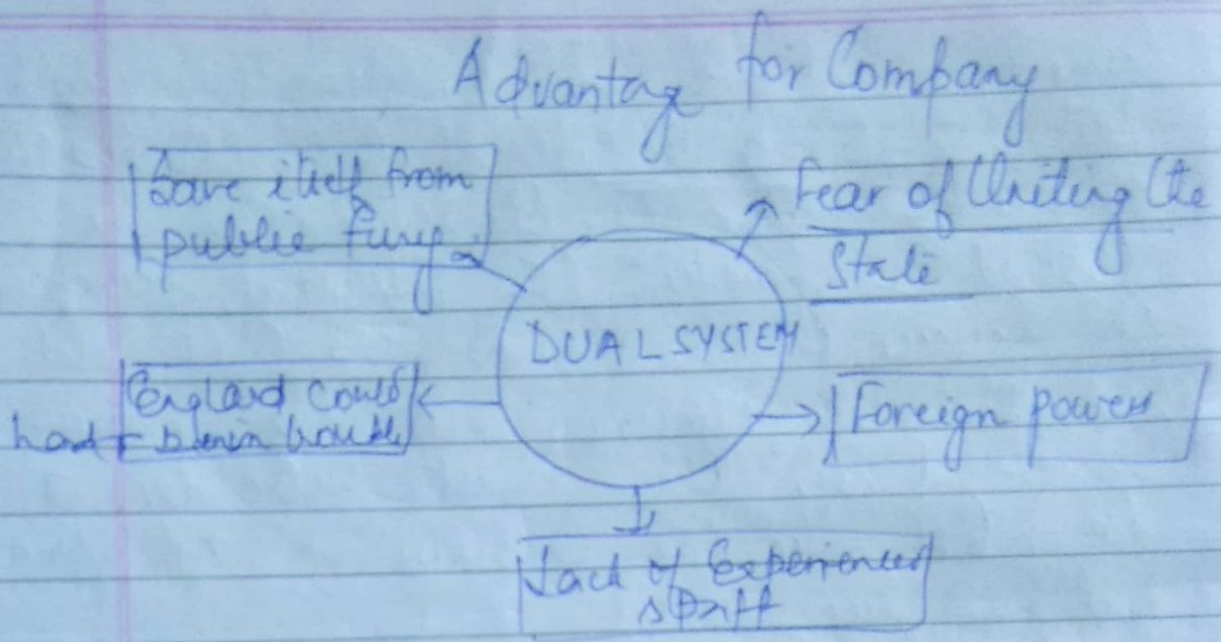 Advantage for Company
Save itself from
public fury
Fear of Uniting the
State
DUAL SYSTEM
England could
had been trouble
Foreign power
Lack of Experienced
staff